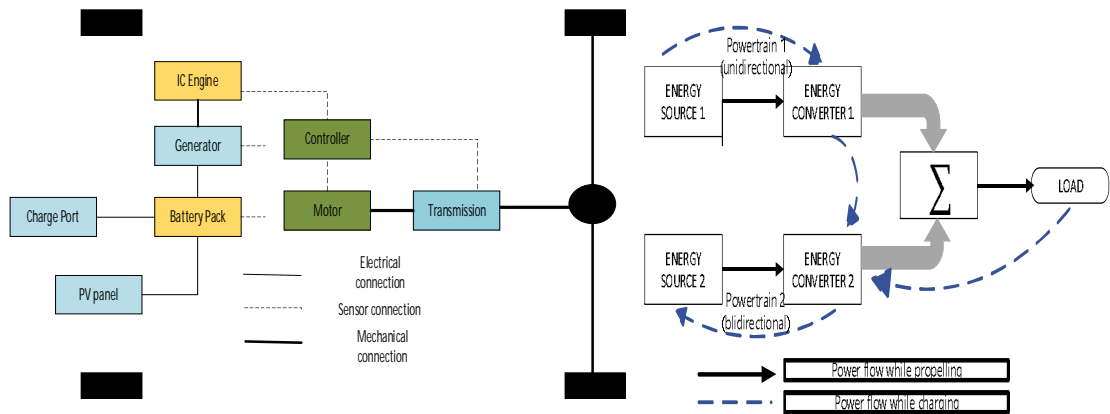 IC Engine
Generator
Controller
Charge Port
Battery Pack
Motor
Transmission
PV panel
Electrical
connection
Sensor connection
Mechanical
connection
Powertrain 1
(unidirectional)
ENERGY
SOURCE 1
ENERGY
CONVERTER 1
∑
LOAD
ENERGY
SOURCE 2
ENERGY
CONVERTER 2
Powertrain 2
(blidirectional)
Power flow while propelling
Power flow while charging